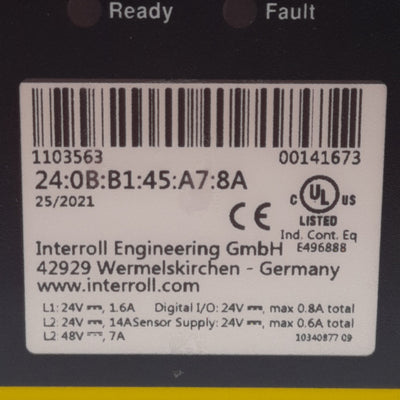 Ready Fault
1103563 00141673
24:0B:B1:45:A7:8A
25/2021
CE
C UL US
LISTED
Ind. Cont. Eq
E496888
Interroll Engineering GmbH
42929 Wermelskirchen - Germany
www.interroll.com
L1: 24V ⎓, 1.6A Digital I/O: 24V ⎓, max 0.8A total
L2: 24V ⎓, 14A Sensor Supply: 24V ⎓, max 0.6A total
L2 48V ⎓, 7A
10340877 09